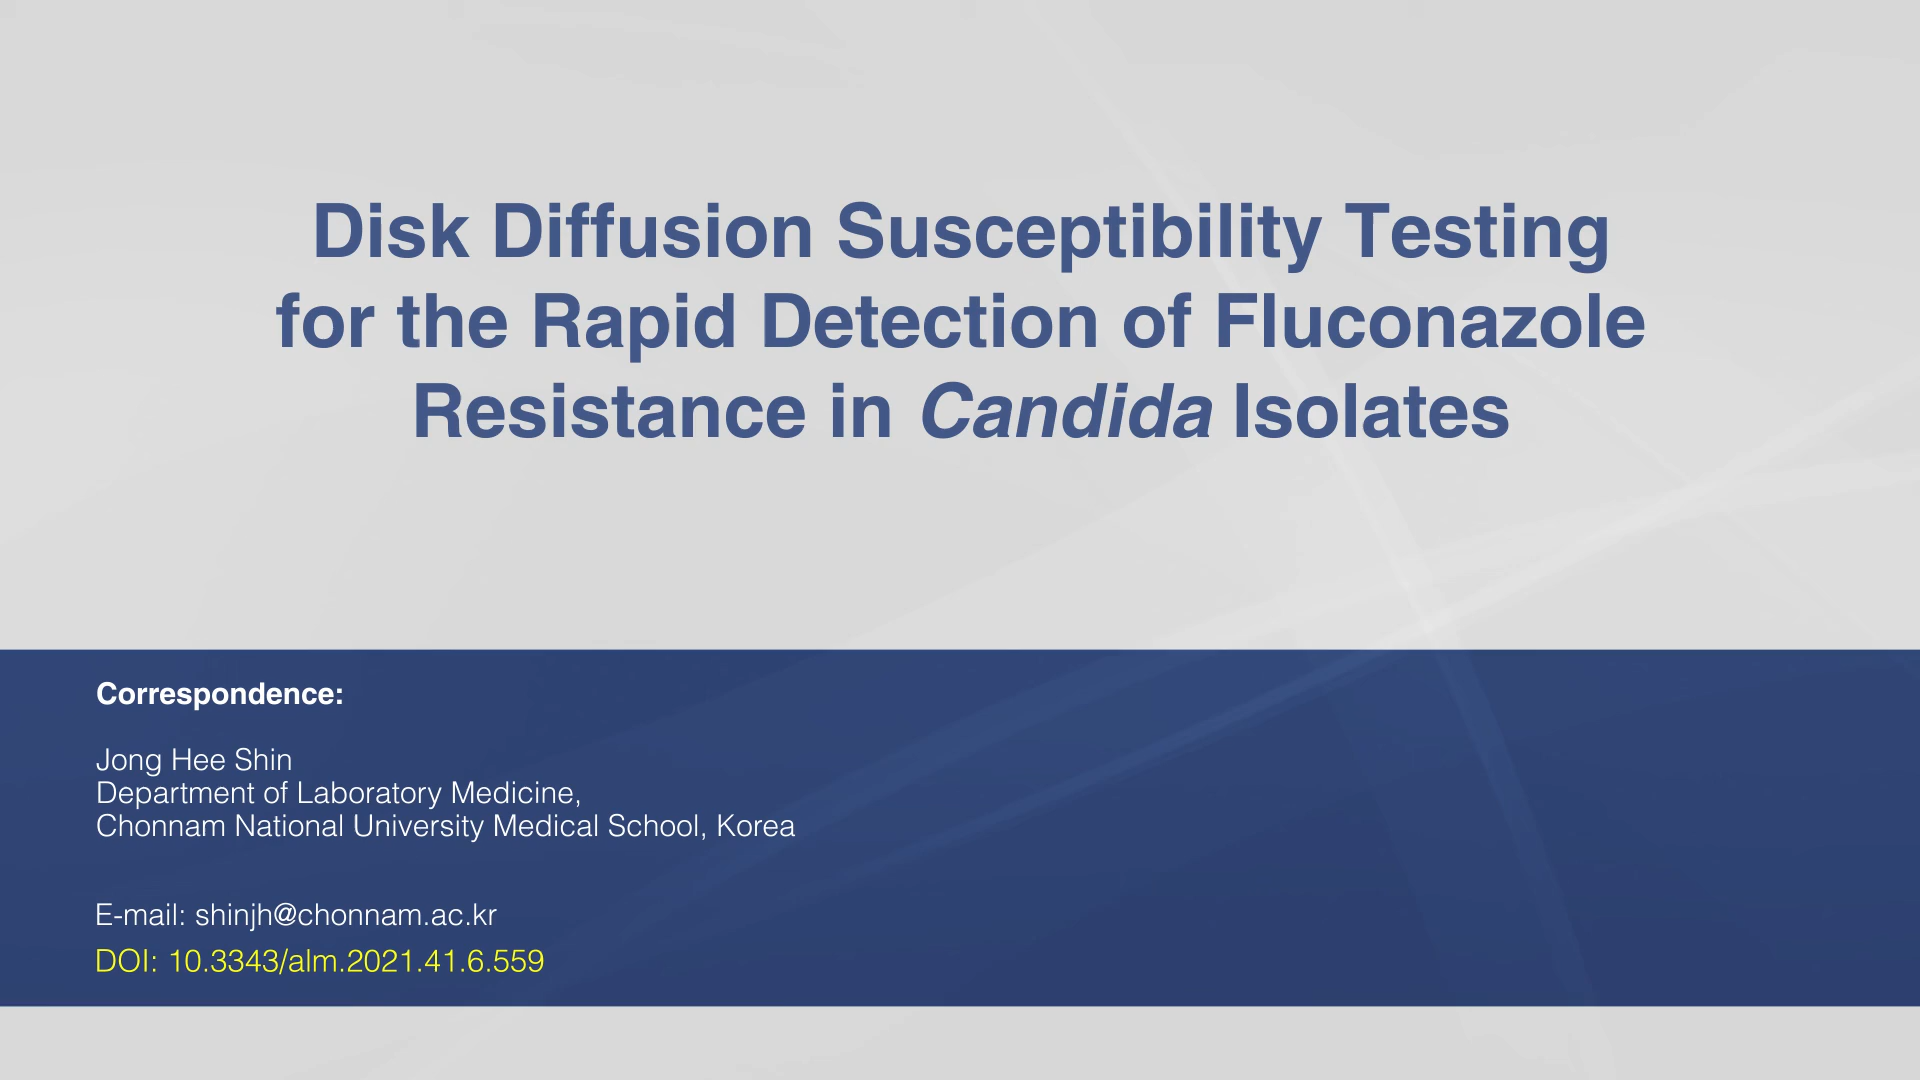 Disk Diffusion Susceptibility Testing
for the Rapid Detection of Fluconazole
Resistance in Candida Isolates
Correspondence:
Jong Hee Shin
Department of Laboratory Medicine,
Chonnam National University Medical School, Korea
E-mail: shinjh@chonnam.ac.kr
DOI: 10.3343/alm.2021.41.6.559